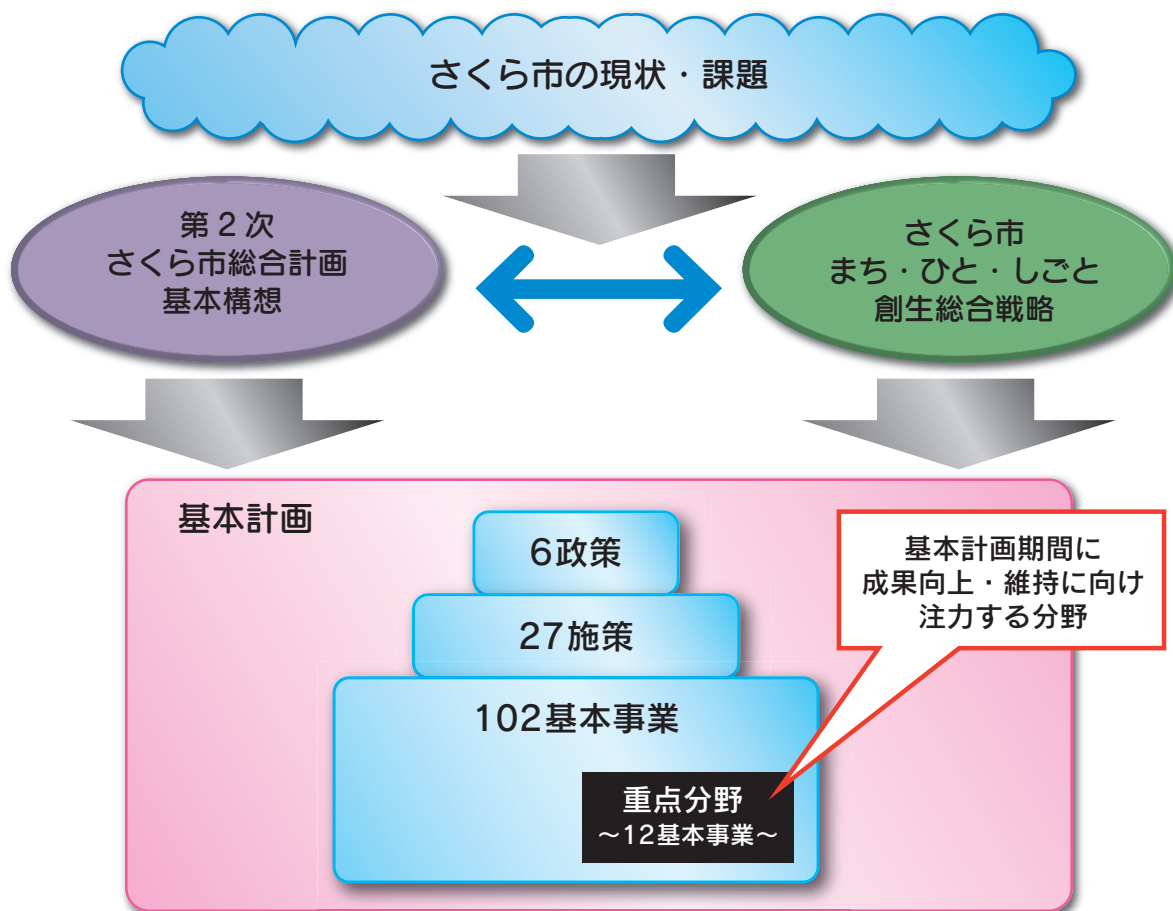 さくら市の現状・課題
第２次
さくら市総合計画
基本構想
さくら市
まち・ひと・しごと
創生総合戦略
基本計画
6政策
27施策
102基本事業
重点分野
～12基本事業～
基本計画期間に
成果向上・維持に向け
注力する分野